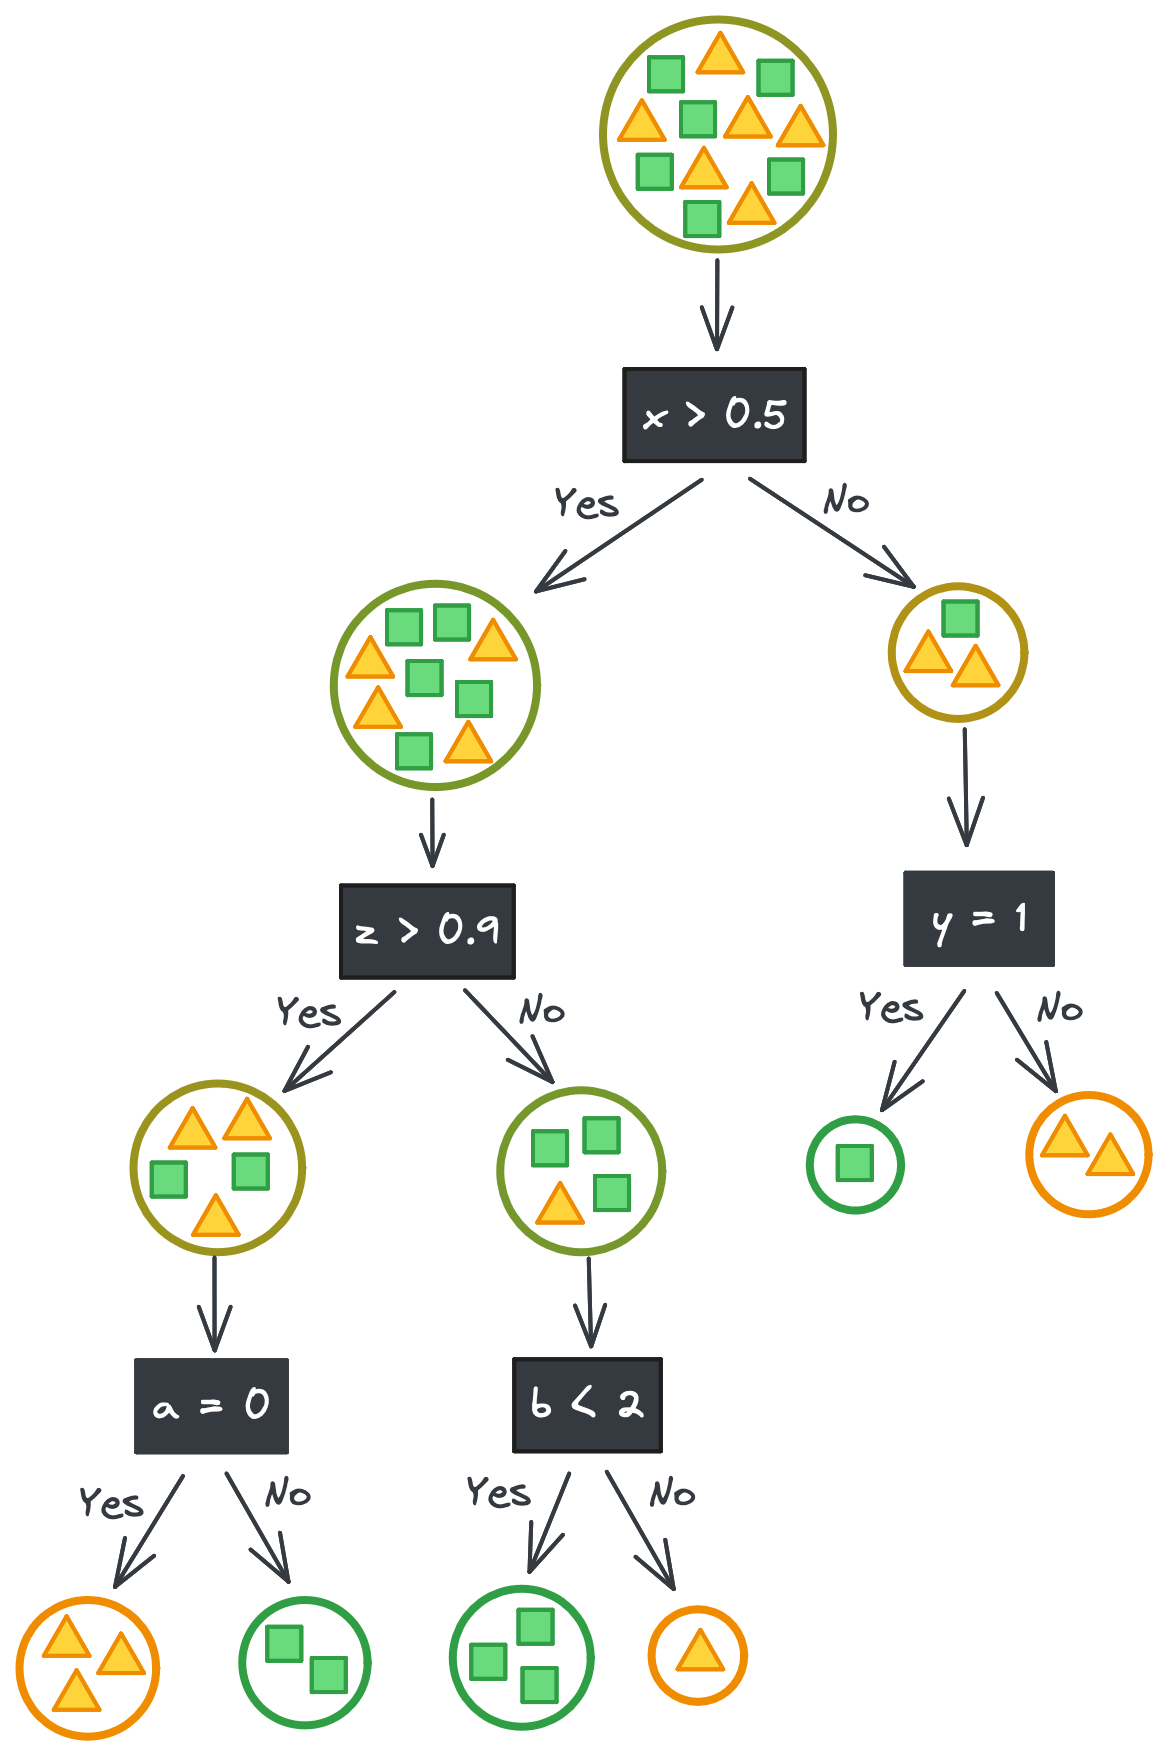 x > 0.5
Yes
No
z > 0.9
y = 1
Yes
No
Yes
No
a = 0
b < 2
Yes
No
Yes
No